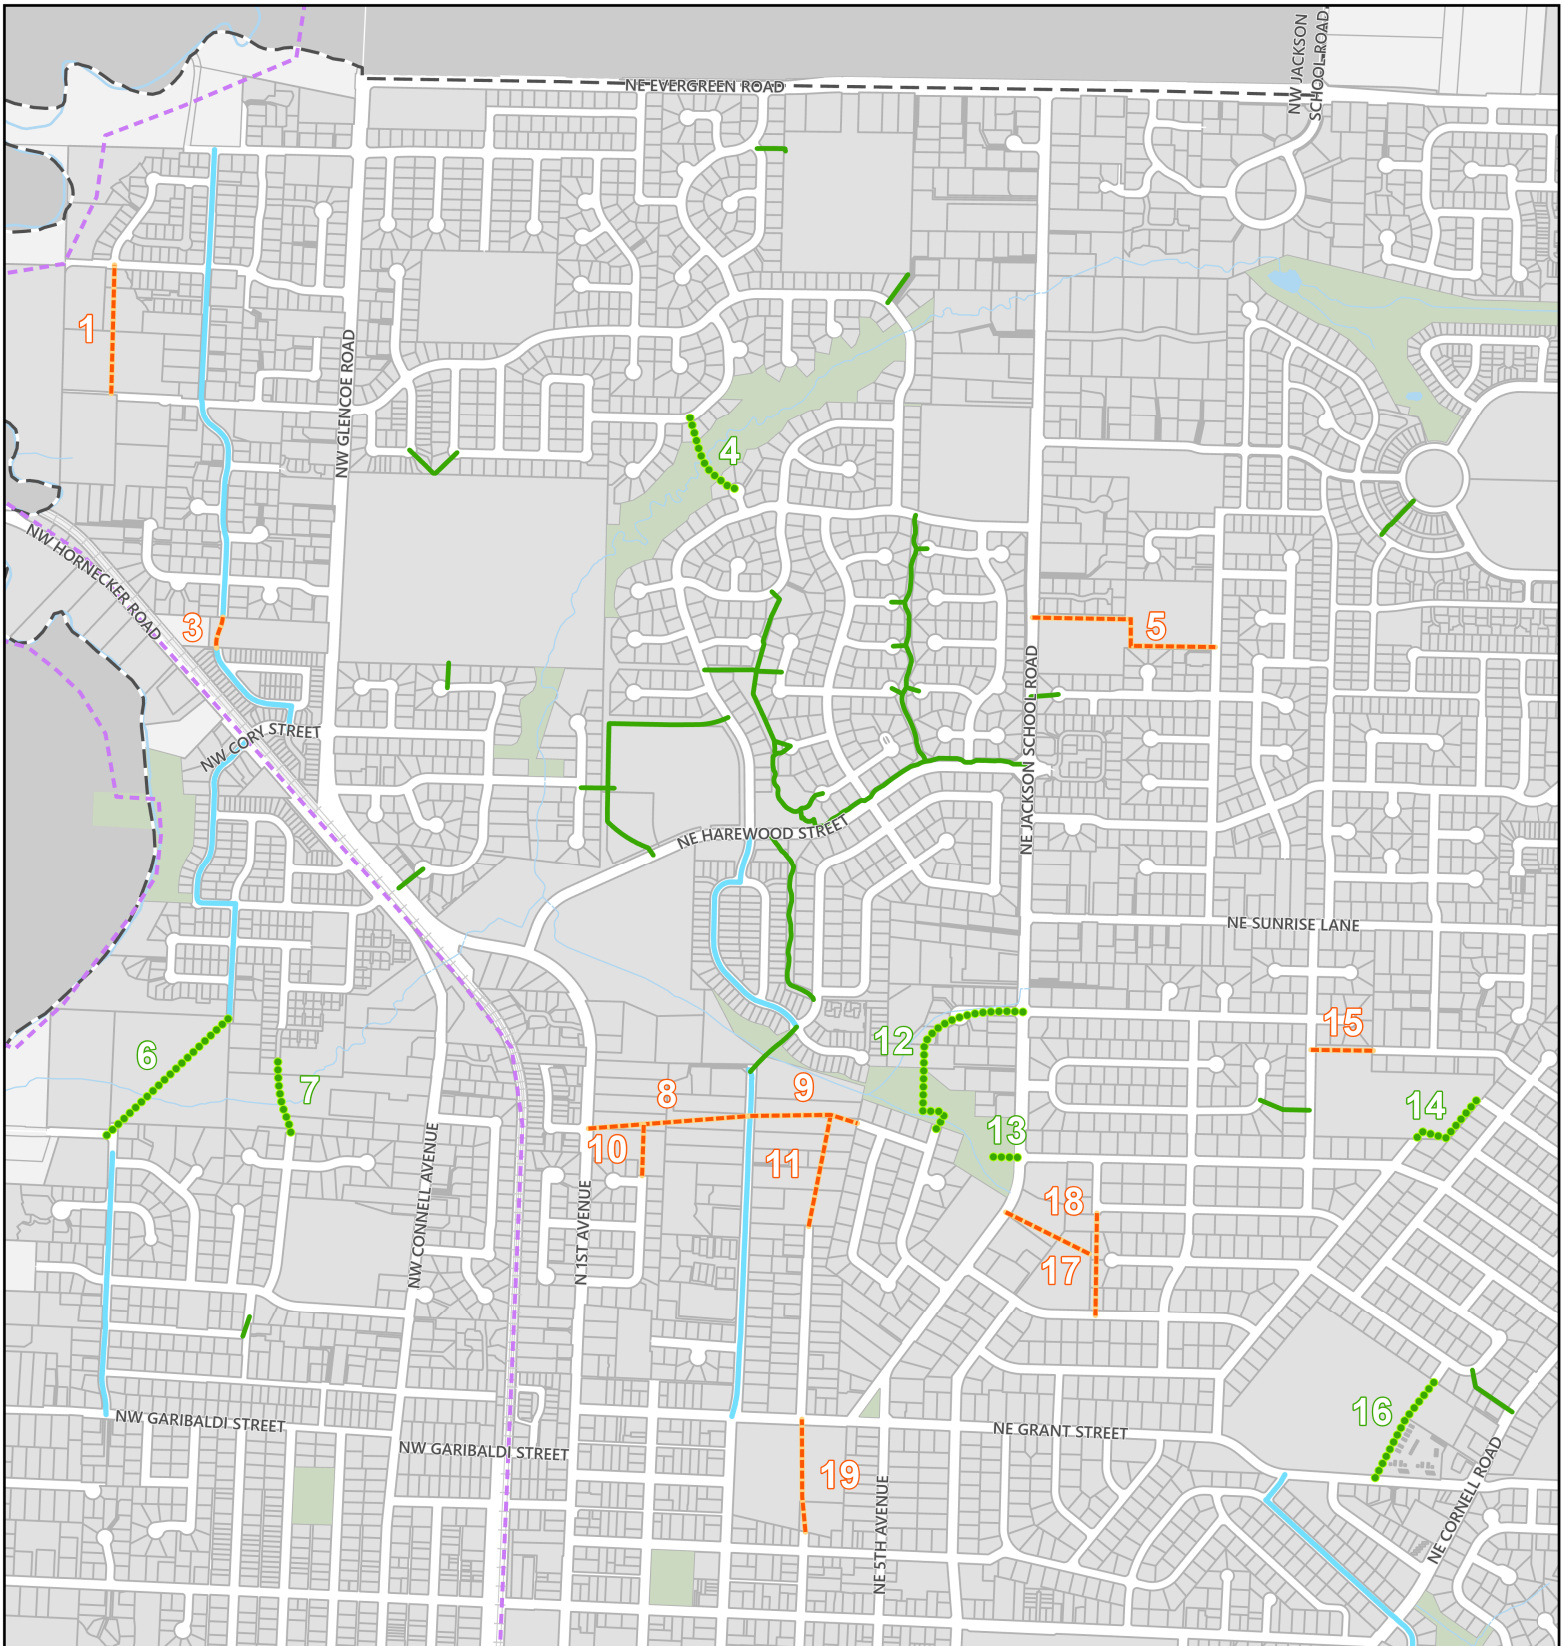 NW JACKSON
SCHOOL ROAD
NE EVERGREEN ROAD
1
NW GLENCOE ROAD
4
NW HORNECKER ROAD
3
5
NE JACKSON SCHOOL ROAD
NW CORY STREET
NE HAREWOOD STREET
NE SUNRISE LANE
15
12
6
7
8
9
14
13
10
11
NW CONNELL AVENUE
N 1ST AVENUE
18
17
16
NW GARIBALDI STREET
NE GRANT STREET
NW GARIBALDI STREET
19
NE 5TH AVENUE
NE CORNELL ROAD